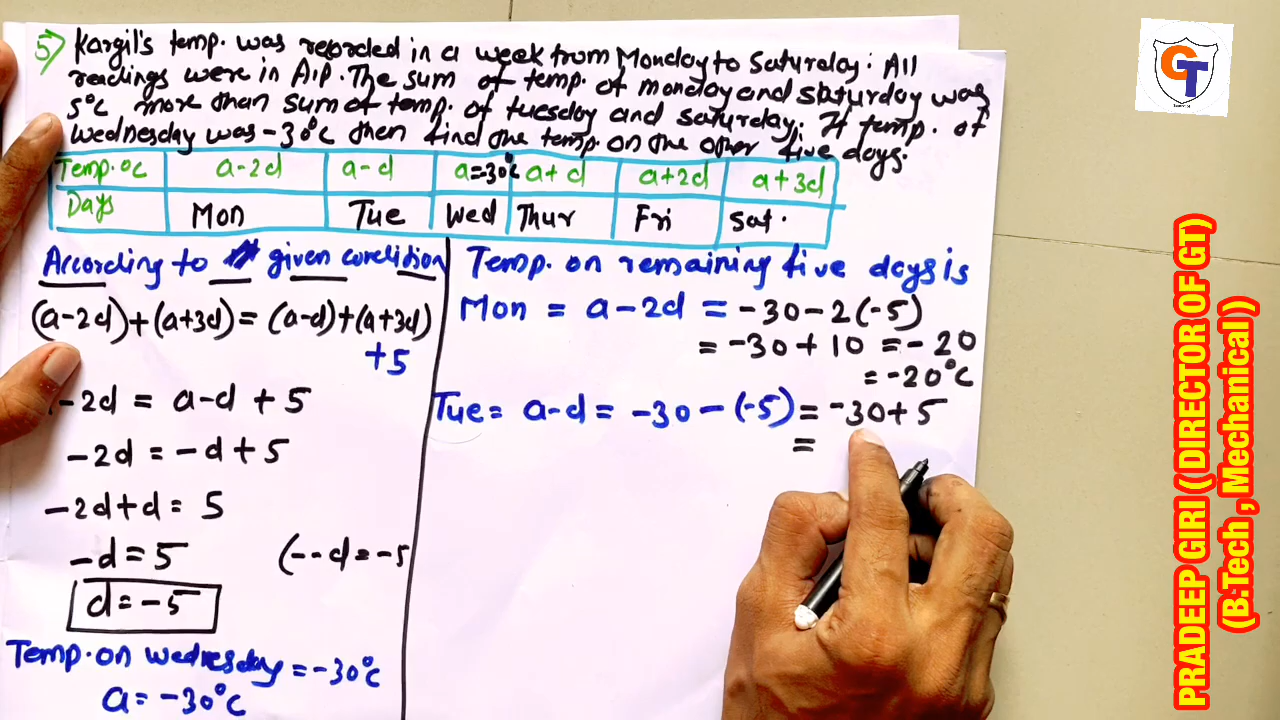 5) Kargil's temp. was recorded in a week from Monday to Saturday: All
readings were in A.P. The sum of temp. of monday and saturday was
5°C more than sum of temp. of tuesday and saturday. If temp. of
Wednesday was -30°C then find the temp. on the other five days.
Temp. °C a-2d a-d a=-30°C a+d a+2d a+3d
Days Mon Tue Wed Thur Fri Sat.
According to given condition
(a-2d)+(a+3d) = (a-d)+(a+3d)
+5
-2d = a-d+5
-2d = -d+5
-2d+d = 5
-d = 5 (--d=-5
d=-5
Temp. on wednesday = -30°C
a = -30°C
Temp. on remaining five days is
Mon = a-2d = -30-2(-5)
= -30+10 = -20
= -20°C
Tue = a-d = -30-(-5) = -30+5
=
GT
PRADEEP GIRI ( DIRECTOR OF GT)
(B.Tech , Mechanical )